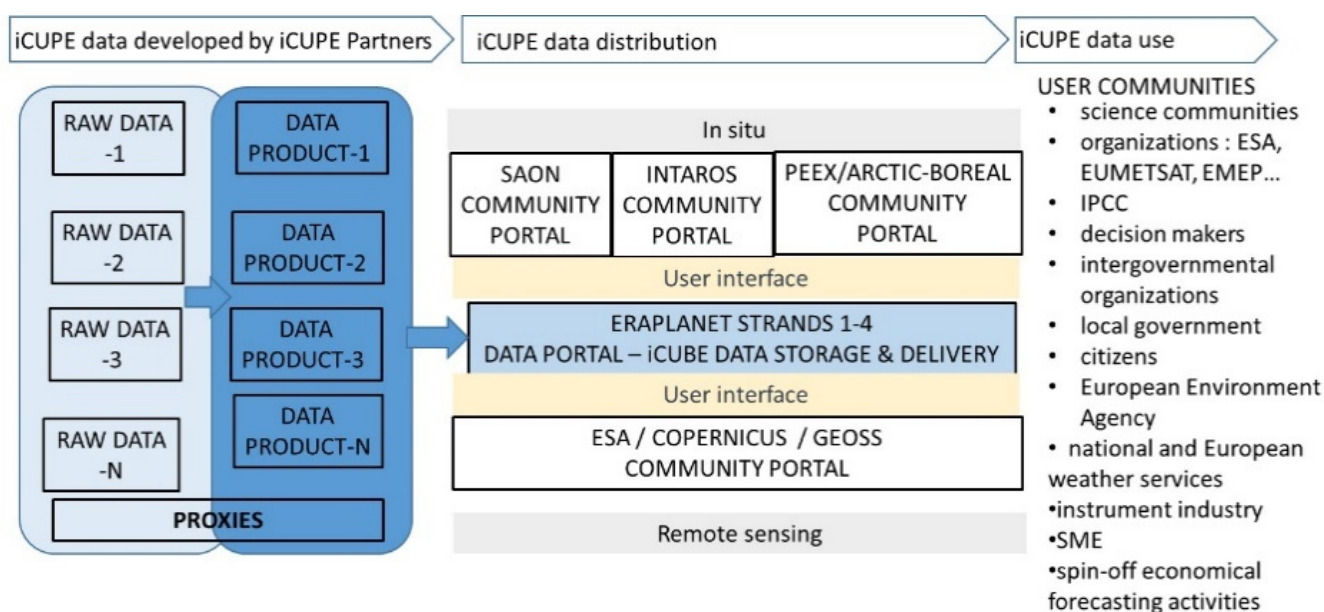 iCUPE data developed by iCUPE Partners
iCUPE data distribution
iCUPE data use
RAW DATA
-1
RAW DATA
-2
RAW DATA
-3
RAW DATA
-N
DATA
PRODUCT-1
DATA
PRODUCT-2
DATA
PRODUCT-3
DATA
PRODUCT-N
PROXIES
In situ
SAON
COMMUNITY
PORTAL
INTAROS
COMMUNITY
PORTAL
PEEX/ARCTIC-BOREAL
COMMUNITY
PORTAL
User interface
ERAPLANET STRANDS 1-4
DATA PORTAL – iCUBE DATA STORAGE & DELIVERY
User interface
ESA / COPERNICUS / GEOSS
COMMUNITY PORTAL
Remote sensing
USER COMMUNITIES
• science communities
• organizations : ESA,
EUMETSAT, EMEP...
• IPCC
• decision makers
• intergovernmental
organizations
• local government
• citizens
• European Environment
Agency
• national and European
weather services
•instrument industry
•SME
•spin-off economical
forecasting activities